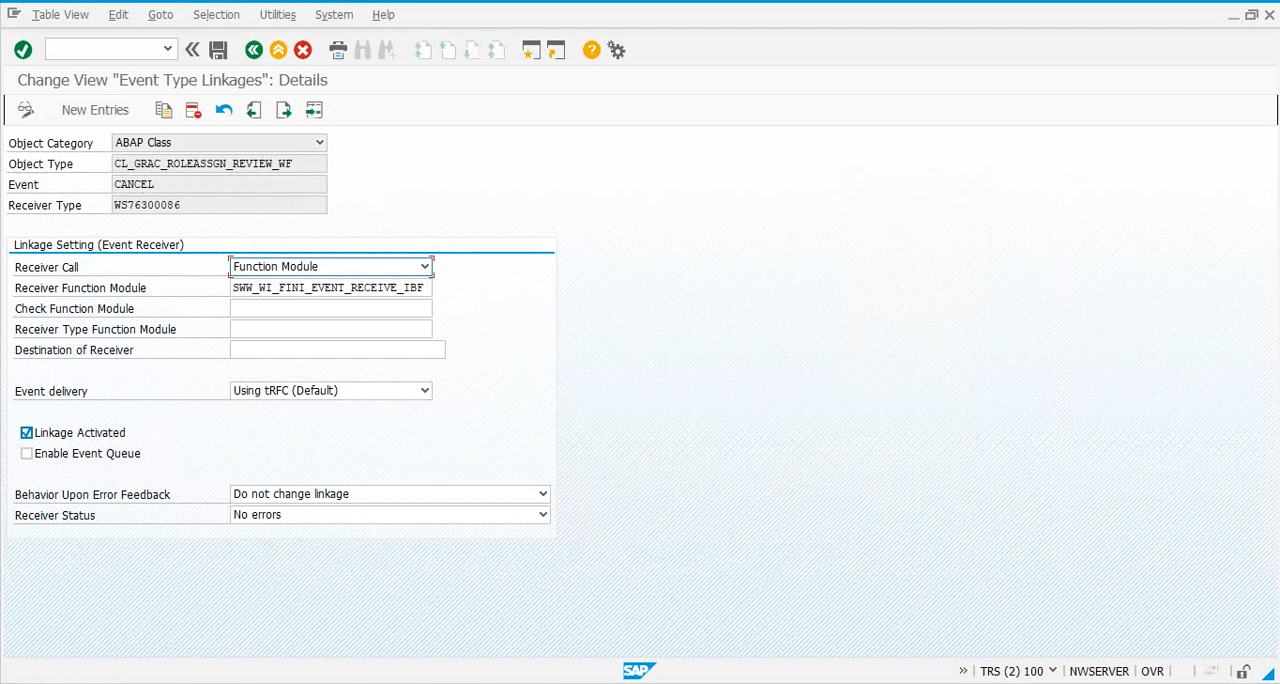 Table View Edit Goto Selection Utilities System Help
Change View "Event Type Linkages": Details
New Entries
Object Category ABAP Class
Object Type CL_GRAC_ROLEASSGN_REVIEW_WF
Event CANCEL
Receiver Type WS76300086
Linkage Setting (Event Receiver)
Receiver Call Function Module
Receiver Function Module SWW_WI_FINI_EVENT_RECEIVE_IBF
Check Function Module
Receiver Type Function Module
Destination of Receiver
Event delivery Using tRFC (Default)
Linkage Activated
Enable Event Queue
Behavior Upon Error Feedback Do not change linkage
Receiver Status No errors
SAP » TRS (2) 100 NWSERVER OVR